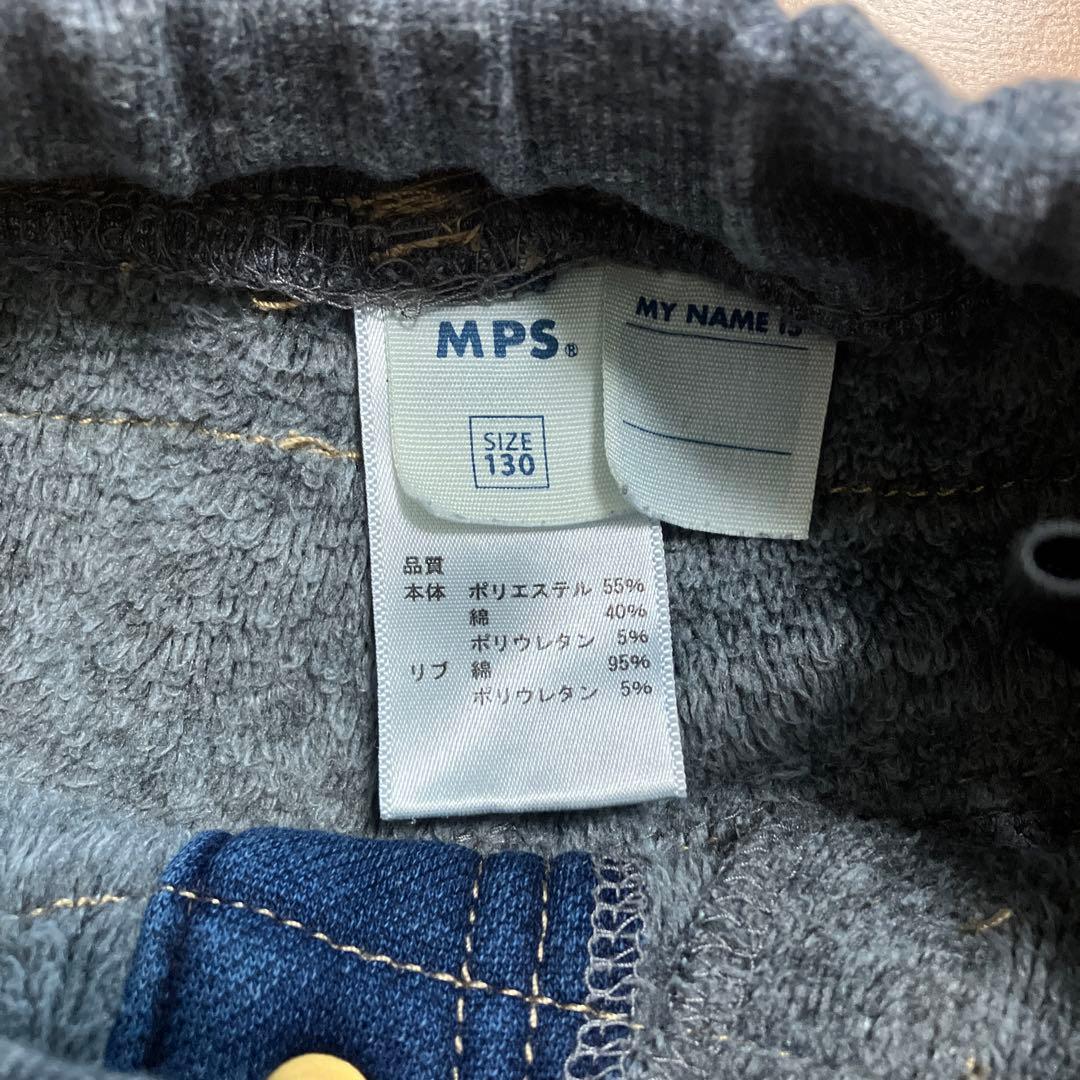 MPS®
SIZE
130
MY NAME IS
品質
本体 ポリエステル 55%
綿 40%
ポリウレタン 5%
リブ 綿 95%
ポリウレタン 5%